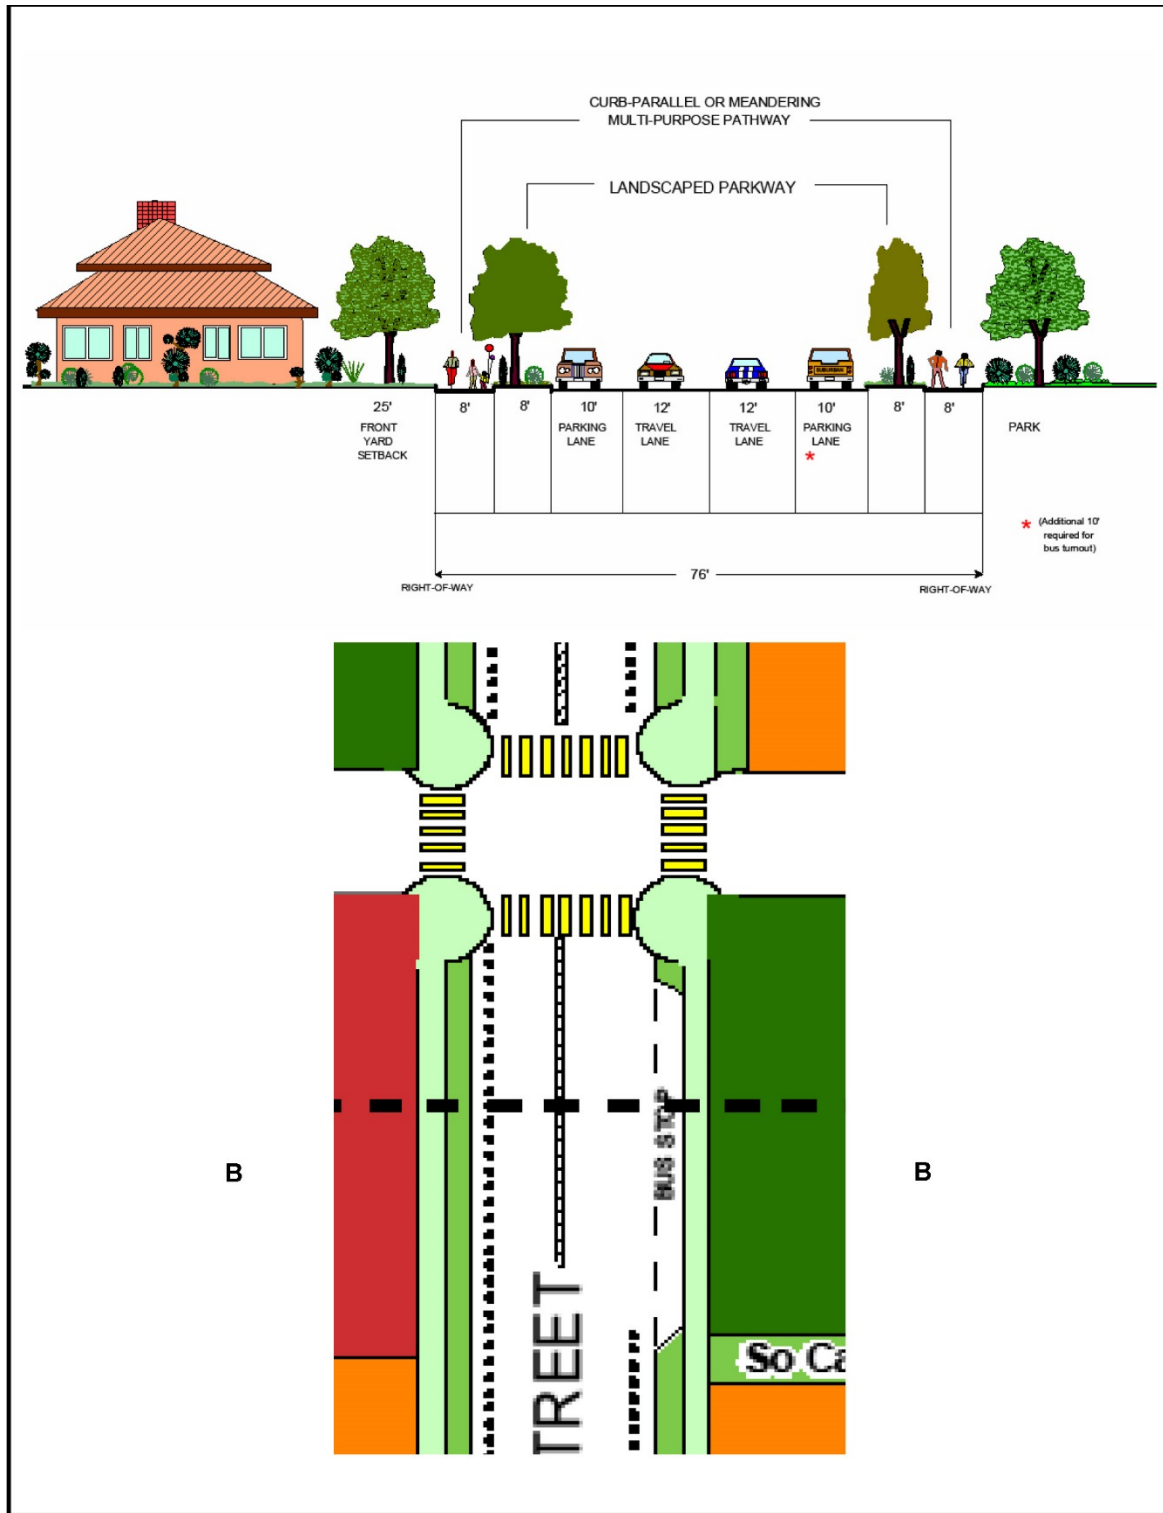 CURB-PARALLEL OR MEANDERING
MULTI-PURPOSE PATHWAY
LANDSCAPED PARKWAY
SUBURBAN
25'
FRONT
YARD
SETBACK
8'
8'
10'
PARKING
LANE
12'
TRAVEL
LANE
12'
TRAVEL
LANE
10'
PARKING
LANE
*
8'
8'
PARK
* (Additional 10'
required for
bus turnout)
76'
RIGHT-OF-WAY
RIGHT-OF-WAY
BUS STOP
B
B
TREET
So Ca